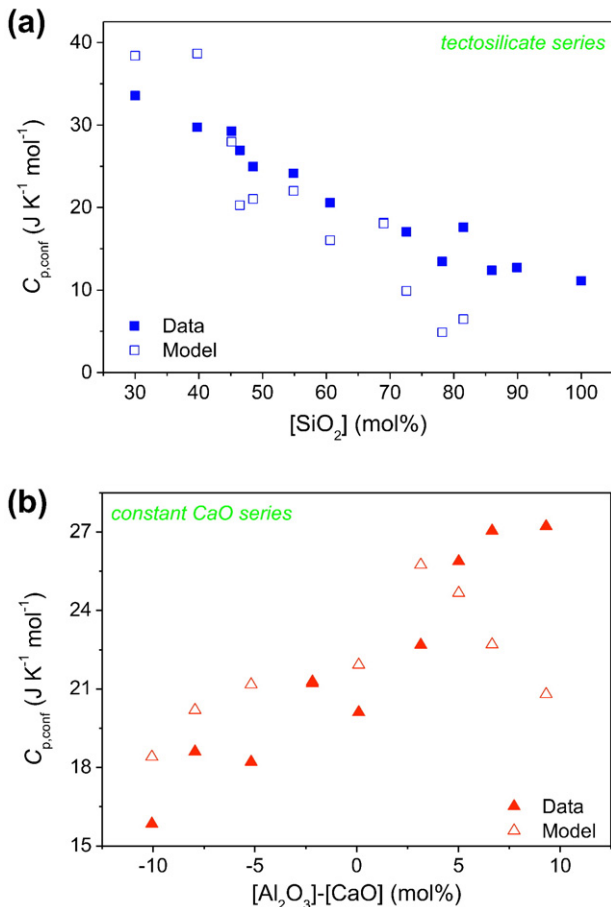 (a)
tectosilicate series
40
30
20
10
0
C_p,conf (J K⁻¹ mol⁻¹)
Data
Model
30 40 50 60 70 80 90 100
[SiO₂] (mol%)
(b)
constant CaO series
27
24
21
18
15
C_p,conf (J K⁻¹ mol⁻¹)
Data
Model
-10 -5 0 5 10
[Al₂O₃]-[CaO] (mol%)